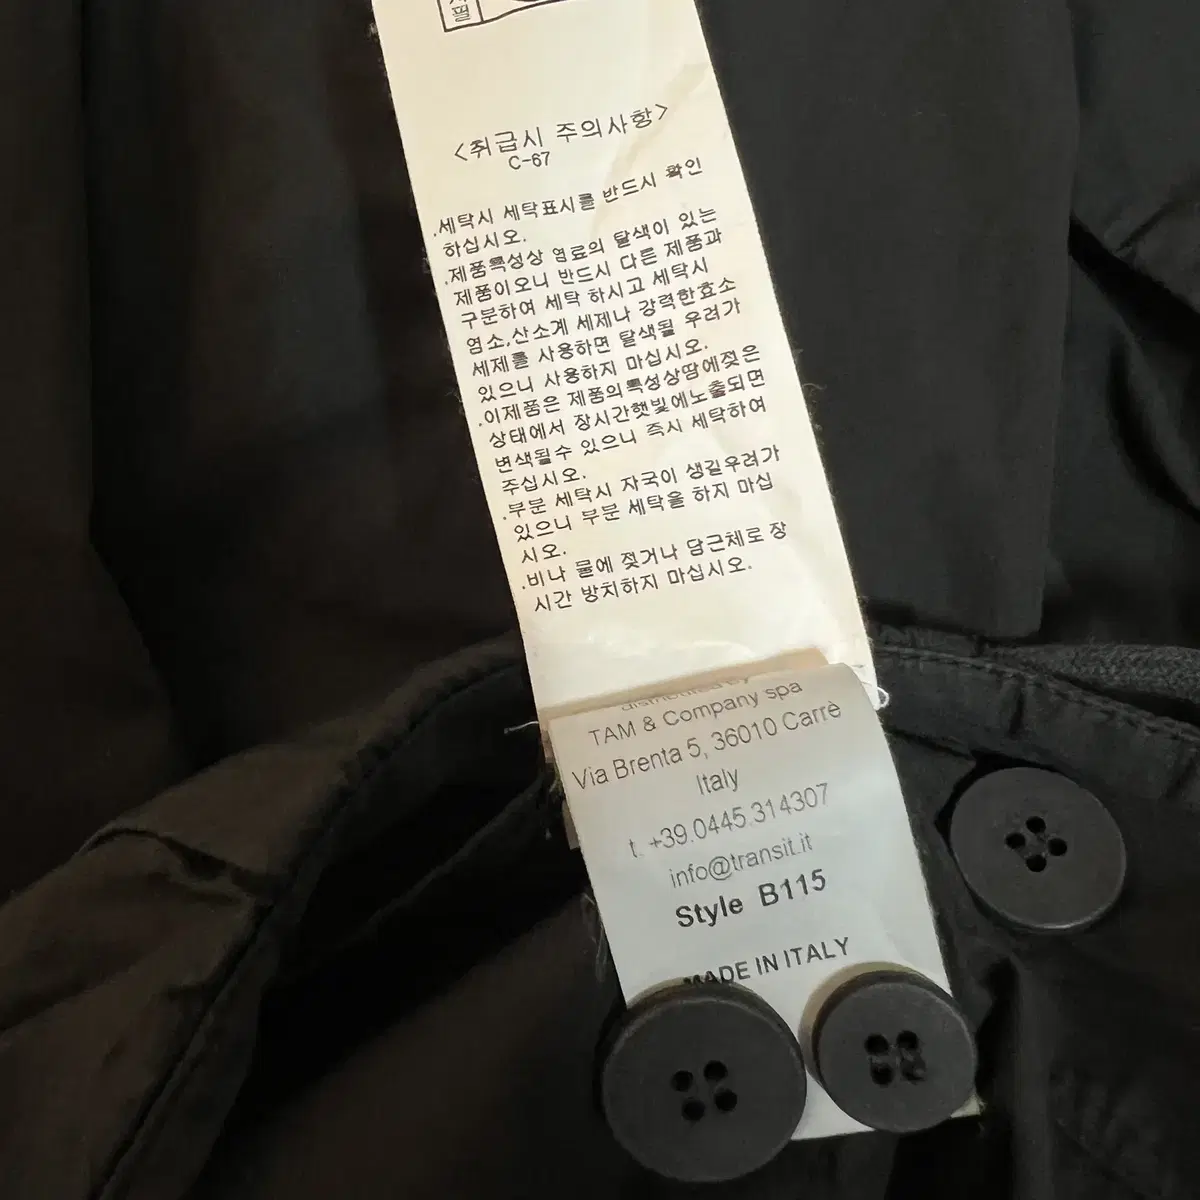 <취급시 주의사항>
C-67
.세탁시 세탁표시를 반드시 확인
하십시오.
.제품특성상 염료의 탈색이 있는
제품이오니 반드시 다른 제품과
구분하여 세탁 하시고 세탁시
염소,산소계 세제나 강력한효소
세제를 사용하면 탈색될 우려가
있으니 사용하지 마십시오.
.이제품은 제품의특성상땀에젖은
상태에서 장시간햇빛에노출되면
변색될수 있으니 즉시 세탁하여
주십시오.
.부분 세탁시 자국이 생길우려가
있으니 부분 세탁을 하지 마십
시오.
.비나 물에 젖거나 담근체로 장
시간 방치하지 마십시오.
distributed by
TAM & Company spa
Via Brenta 5, 36010 Carrè
Italy
t. +39.0445.314307
info@transit.it
Style B115
MADE IN ITALY